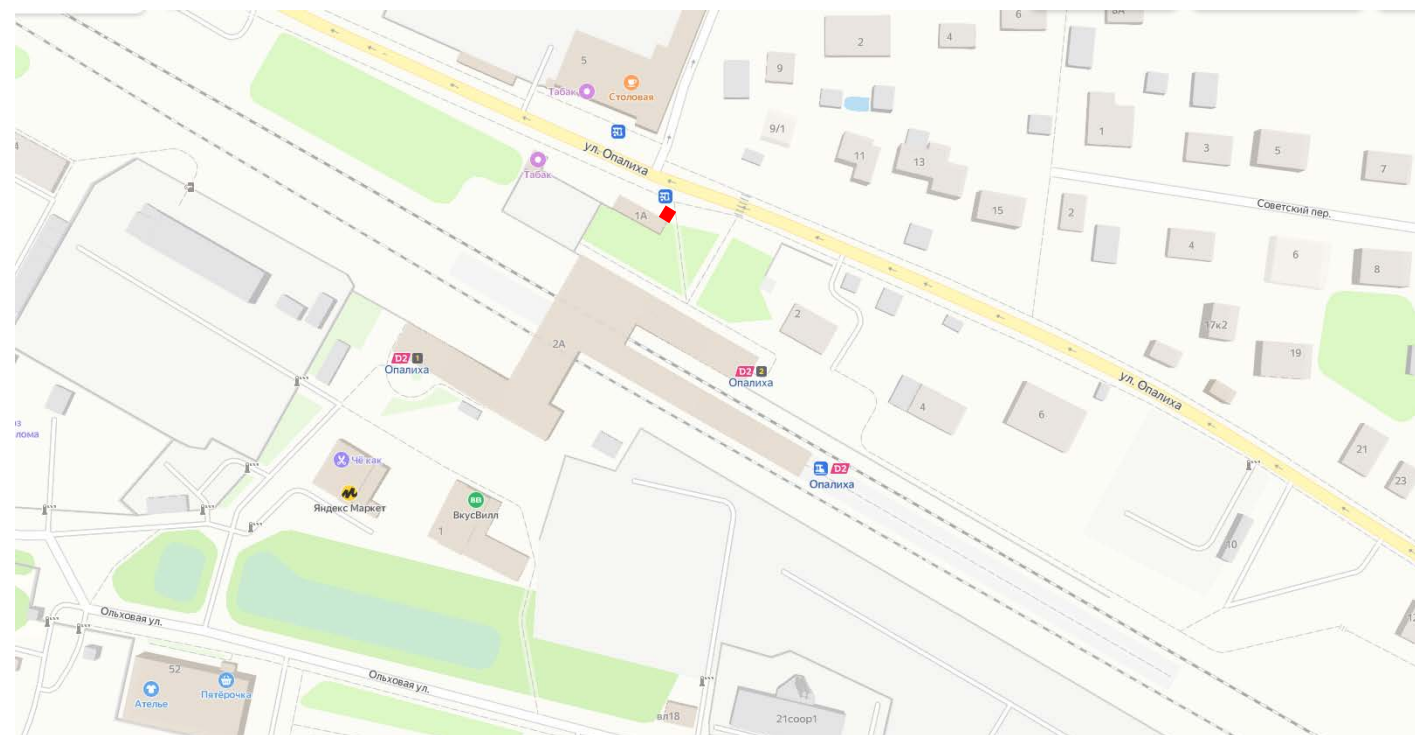 6
8А
4
2
5
9
Столовая
Табак
9/1
1
ул. Опалиха
11
13
3
5
7
Табак
Советский пер.
1А
15
2
4
6
8
2
17к2
2А
19
D2 1
Опалиха
D2 2
Опалиха
ул. Опалиха
4
6
Чё как
21
D2
Опалиха
23
Яндекс Маркет
ВкусВилл
1
10
Ольховая ул.
52
Ольховая ул.
Ателье
Пятёрочка
вл18
21соор1